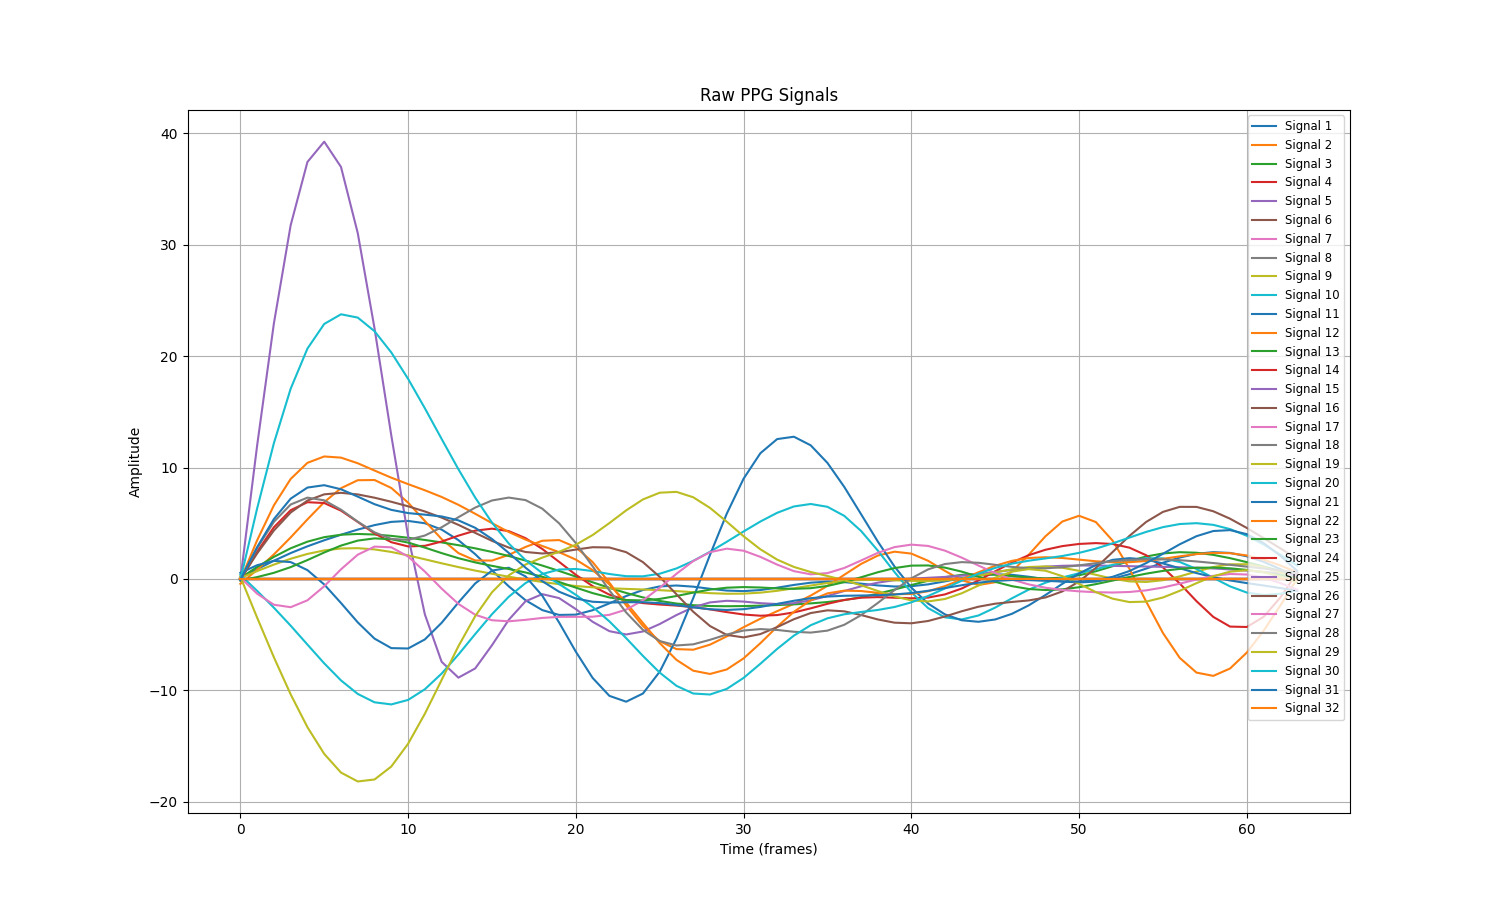 Raw PPG Signals
Amplitude
40
30
20
10
0
−10
−20
0 10 20 30 40 50 60
Time (frames)
Signal 1
Signal 2
Signal 3
Signal 4
Signal 5
Signal 6
Signal 7
Signal 8
Signal 9
Signal 10
Signal 11
Signal 12
Signal 13
Signal 14
Signal 15
Signal 16
Signal 17
Signal 18
Signal 19
Signal 20
Signal 21
Signal 22
Signal 23
Signal 24
Signal 25
Signal 26
Signal 27
Signal 28
Signal 29
Signal 30
Signal 31
Signal 32